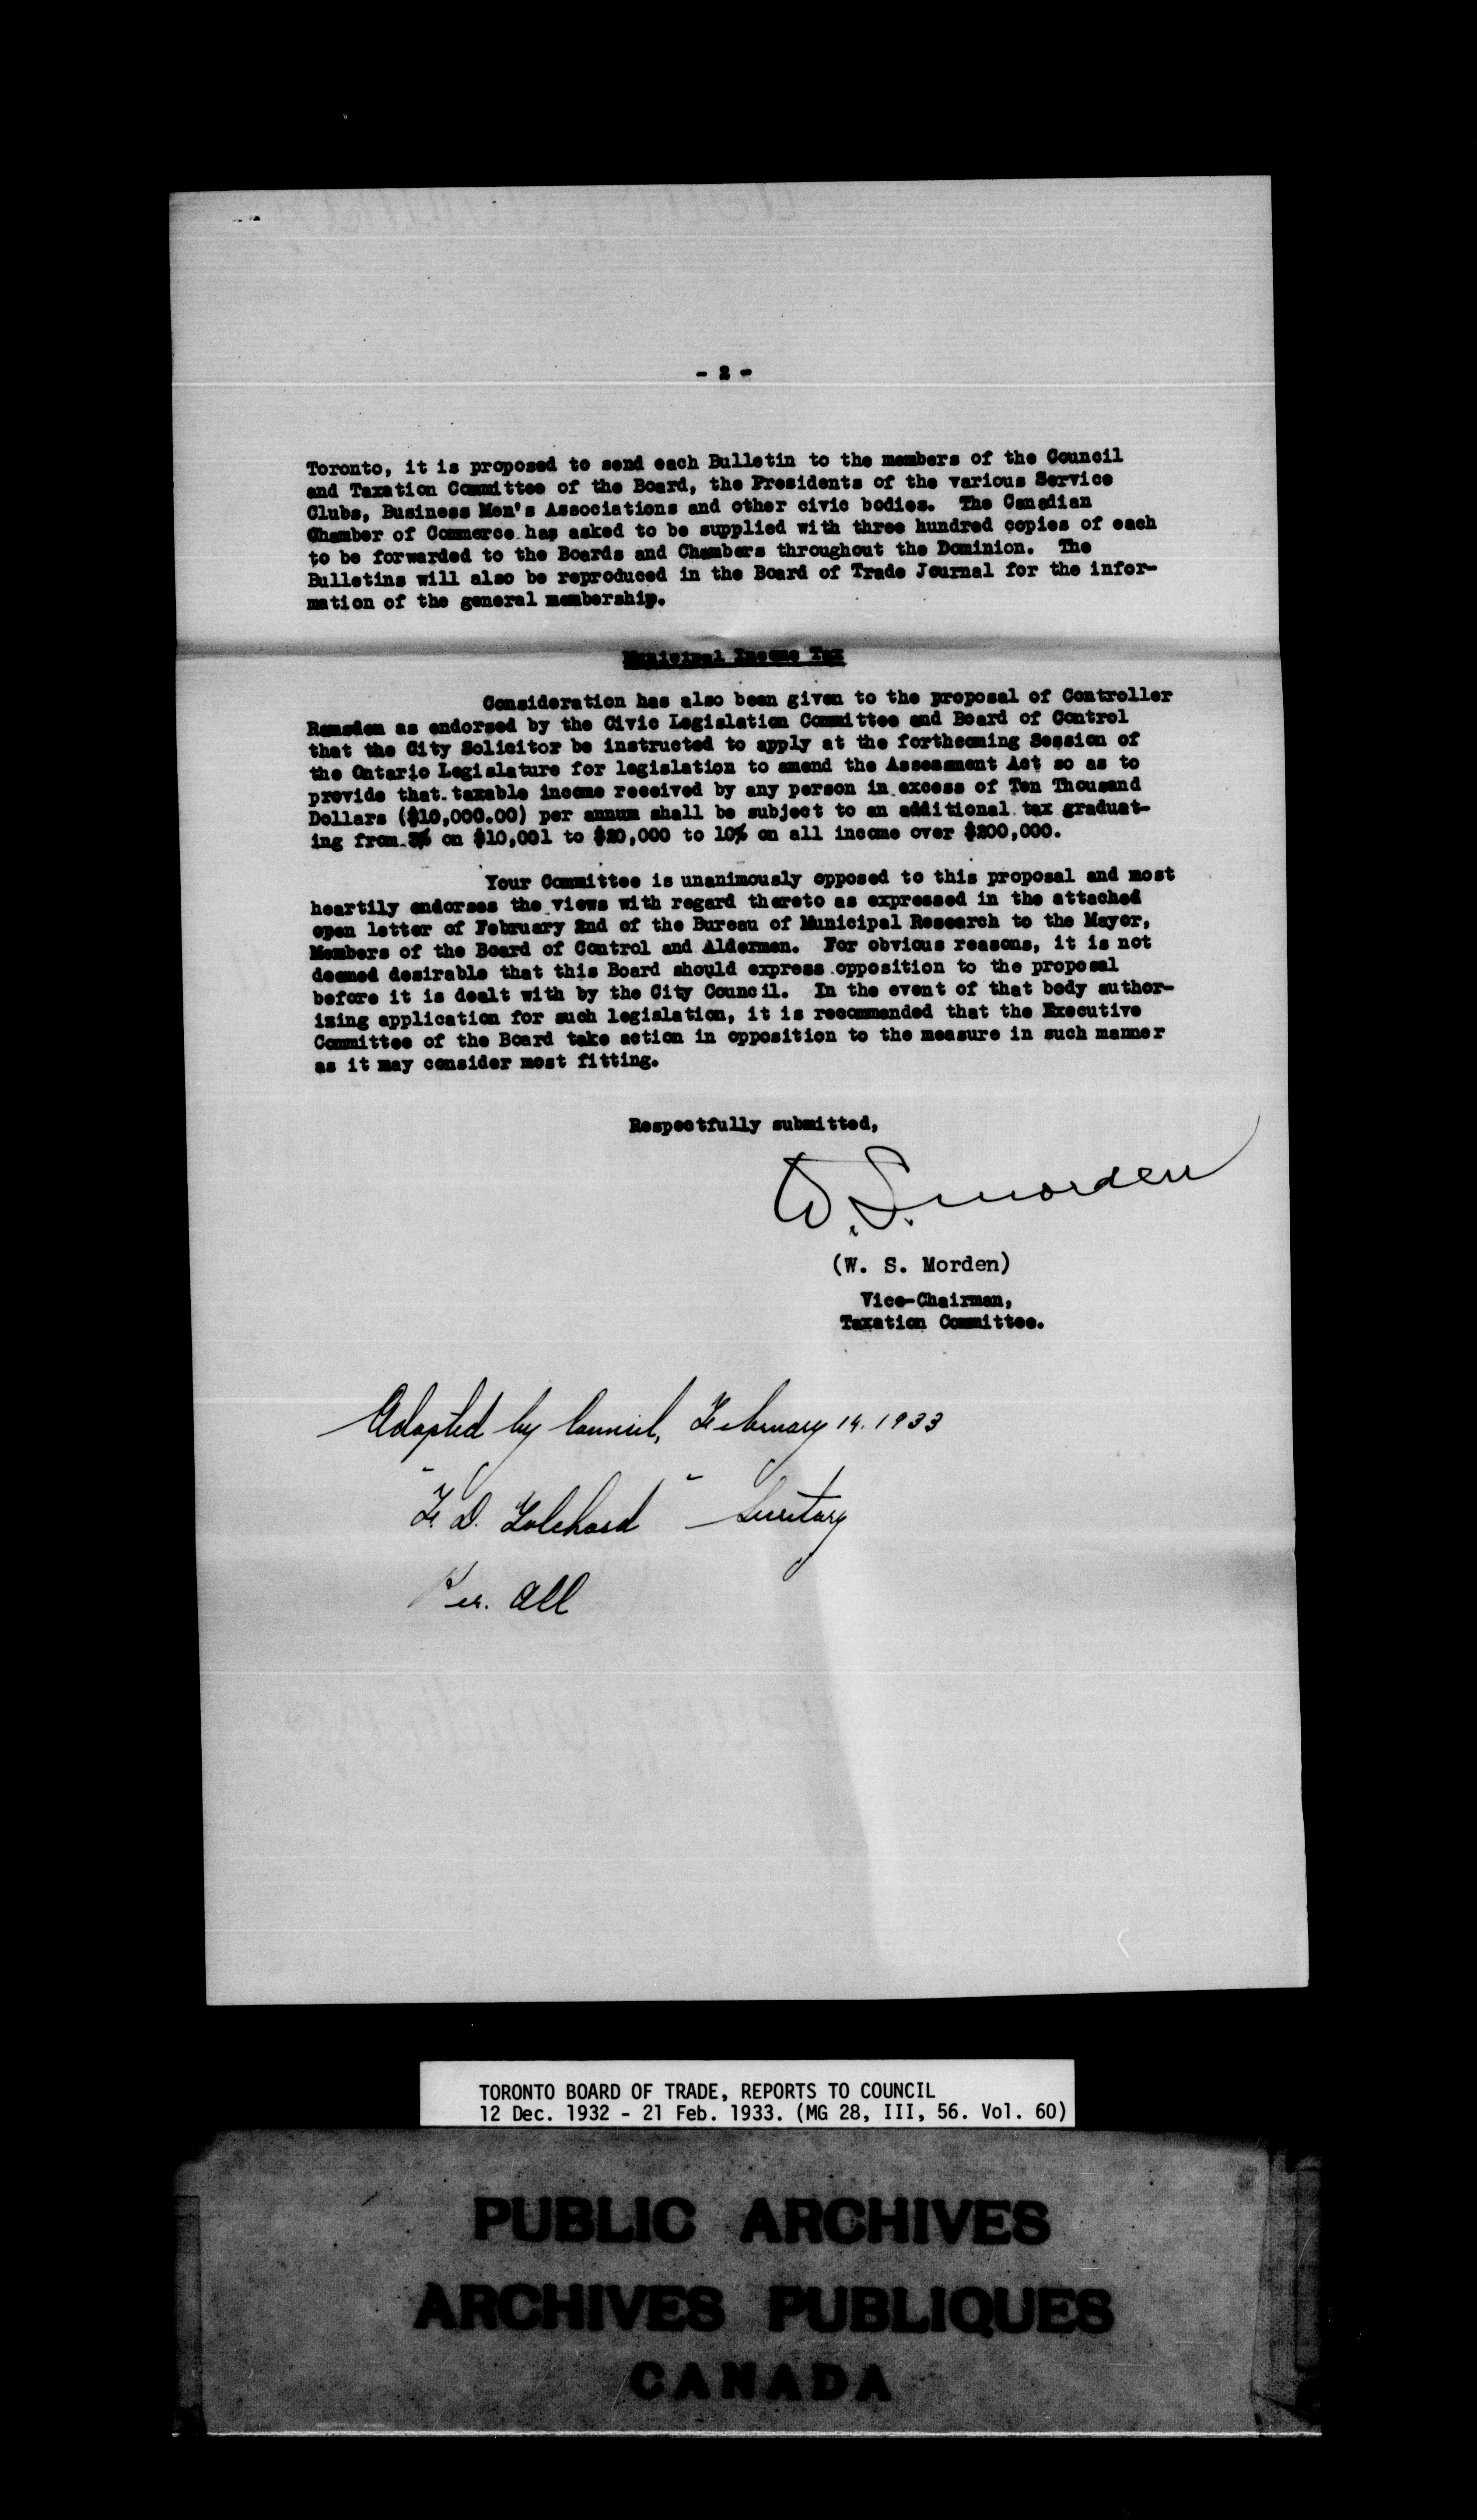 - 2 -
Toronto, it is proposed to send each Bulletin to the members of the Council
and Taxation Committee of the Board, the Presidents of the various Service
Clubs, Business Men's Associations and other civic bodies. The Canadian
Chamber of Commerce has asked to be supplied with three hundred copies of each
to be forwarded to the Boards and Chambers throughout the Dominion. The
Bulletins will also be reproduced in the Board of Trade Journal for the infor-
mation of the general membership.
Municipal Income Tax
Consideration has also been given to the proposal of Controller
Ramsden as endorsed by the Civic Legislation Committee and Board of Control
that the City Solicitor be instructed to apply at the forthcoming Session of
the Ontario Legislature for legislation to amend the Assessment Act so as to
provide that taxable income received by any person in excess of Ten Thousand
Dollars ($10,000.00) per annum shall be subject to an additional tax graduat-
ing from 3% on $10,001 to $20,000 to 10% on all income over $200,000.
Your Committee is unanimously opposed to this proposal and most
heartily endorses the views with regard thereto as expressed in the attached
open letter of February 2nd of the Bureau of Municipal Research to the Mayor,
Members of the Board of Control and Aldermen. For obvious reasons, it is not
deemed desirable that this Board should express opposition to the proposal
before it is dealt with by the City Council. In the event of that body author-
izing application for such legislation, it is recommended that the Executive
Committee of the Board take action in opposition to the measure in such manner
as it may consider most fitting.
Respectfully submitted,
W. S. Morden
(W. S. Morden)
Vice-Chairman,
Taxation Committee.
Adopted by Council, February 14. 1933
"F. D. Tolchard" - Secretary
Per.
TORONTO BOARD OF TRADE, REPORTS TO COUNCIL
12 Dec. 1932 - 21 Feb. 1933. (MG 28, III, 56. Vol. 60)
PUBLIC ARCHIVES
ARCHIVES PUBLIQUES
CANADA